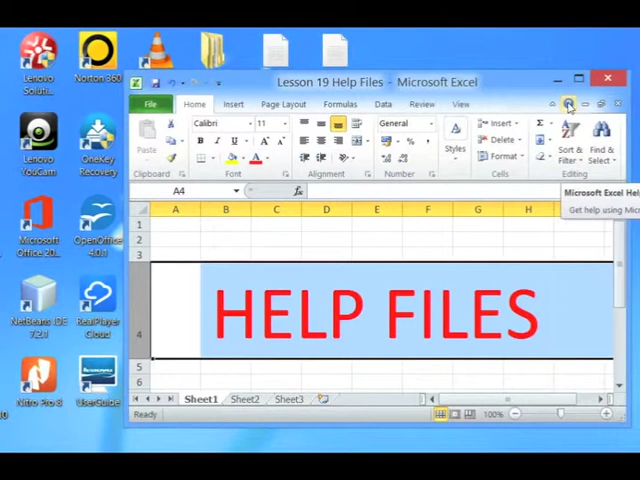 Lenovo Soluti...
Norton 360
Lenovo YouCam
OneKey Recovery
Microsoft Office 20...
OpenOffice 4.0.1
NetBeans IDE 7.2.1
RealPlayer Cloud
Nitro Pro 8
UserGuide
Lesson 19 Help Files - Microsoft Excel
File Home Insert Page Layout Formulas Data Review View
Paste
Calibri 11
B I U
General
Styles
Insert
Delete
Format
Sort & Filter
Find & Select
Clipboard Font Alignment Number Cells Editing
A4 fx
Microsoft Excel Hel
Get help using Micr
A B C D E F G H
1
2
3
4
HELP FILES
5
6
Sheet1 Sheet2 Sheet3
Ready 100%